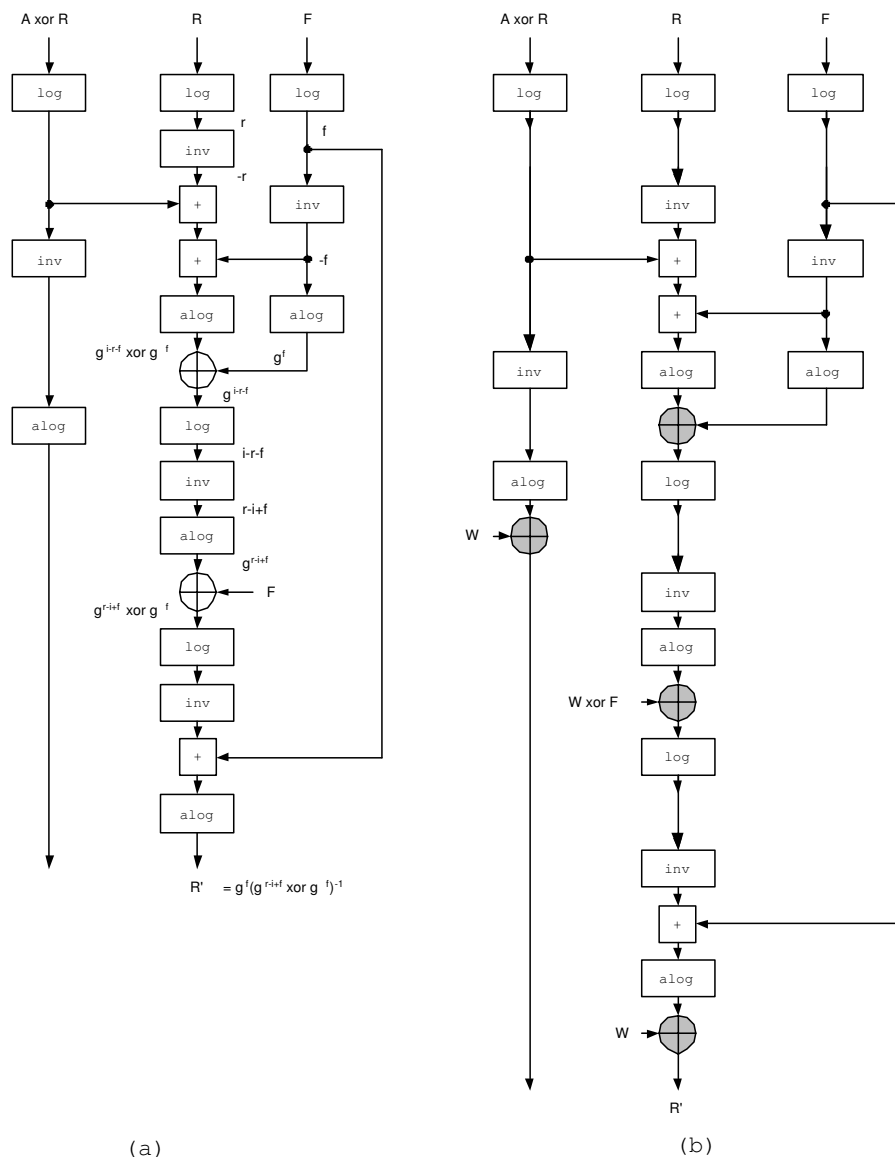 A xor R
R
F
A xor R
R
F
log
log
log
log
log
log
r
f
inv
-r
+
inv
inv
inv
+
-f
+
inv
alog
alog
+
g i-r-f xor g f
g f
inv
alog
alog
g i-r-f
alog
log
i-r-f
inv
alog
log
r-i+f
alog
W
g r-i+f
F
inv
g r-i+f xor g f
log
alog
inv
W xor F
+
log
alog
inv
R' = g f (g r-i+f xor g f ) -1
+
alog
W
R'
(a)
(b)